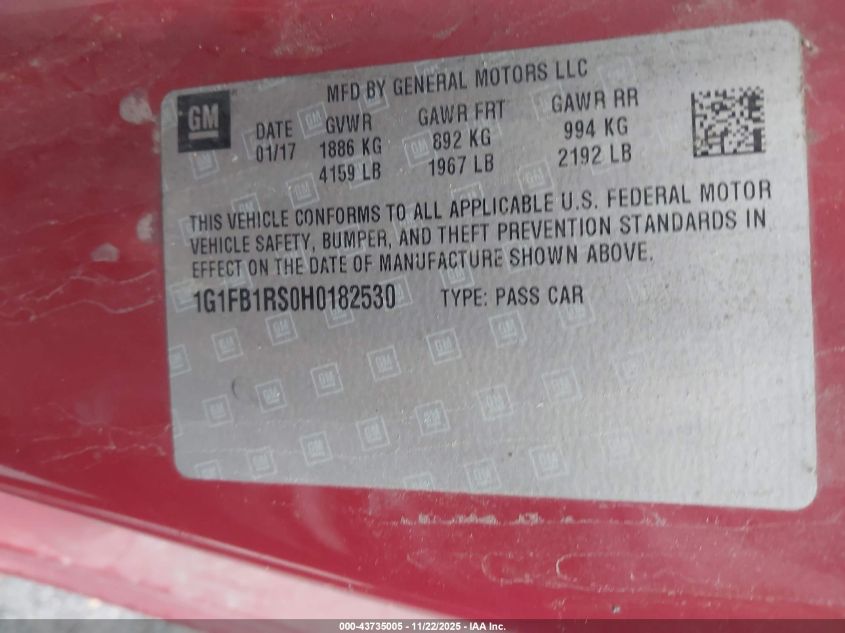 MFD BY GENERAL MOTORS LLC
GM
DATE GVWR GAWR FRT GAWR RR
01/17 1886 KG 892 KG 994 KG
4159 LB 1967 LB 2192 LB
THIS VEHICLE CONFORMS TO ALL APPLICABLE U.S. FEDERAL MOTOR
VEHICLE SAFETY, BUMPER, AND THEFT PREVENTION STANDARDS IN
EFFECT ON THE DATE OF MANUFACTURE SHOWN ABOVE.
1G1FB1RS0H0182530 TYPE: PASS CAR
000-43735005 - 11/22/2025 - IAA Inc.